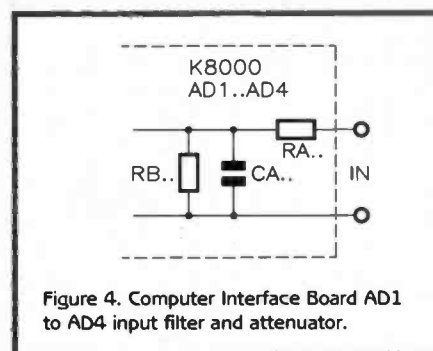 K8000
AD1..AD4
RA..
RB..
CA..
IN
Figure 4. Computer Interface Board AD1
to AD4 input filter and attenuator.